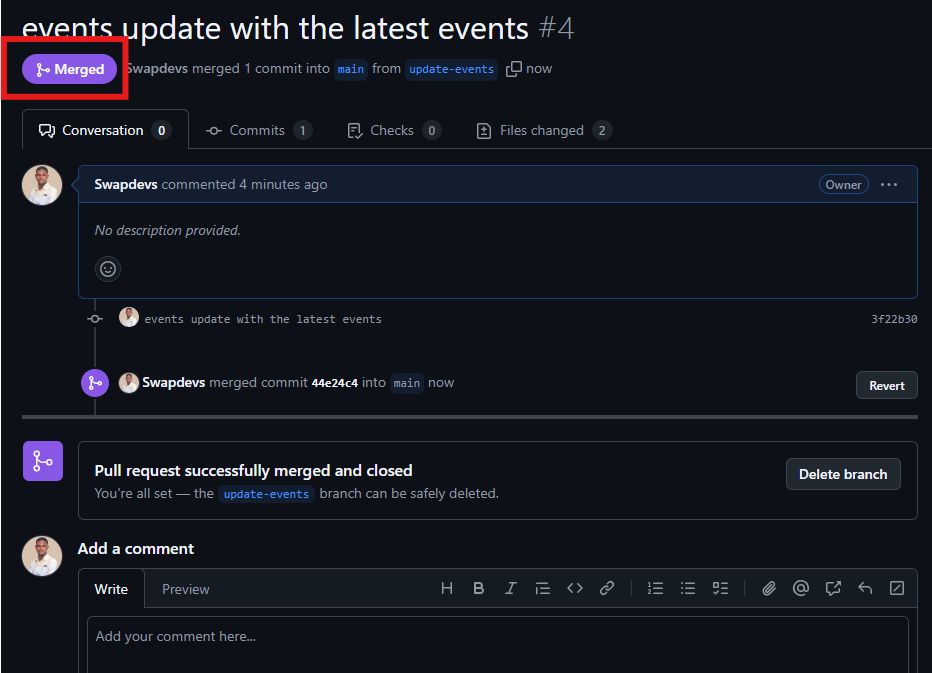 events update with the latest events #4
Merged Swapdevs merged 1 commit into main from update-events now
Conversation 0 Commits 1 Checks 0 Files changed 2
Swapdevs commented 4 minutes ago Owner ...
No description provided.
events update with the latest events 3f22b30
Swapdevs merged commit 44e24c4 into main now Revert
Pull request successfully merged and closed
You're all set — the update-events branch can be safely deleted. Delete branch
Add a comment
Write Preview
Add your comment here...